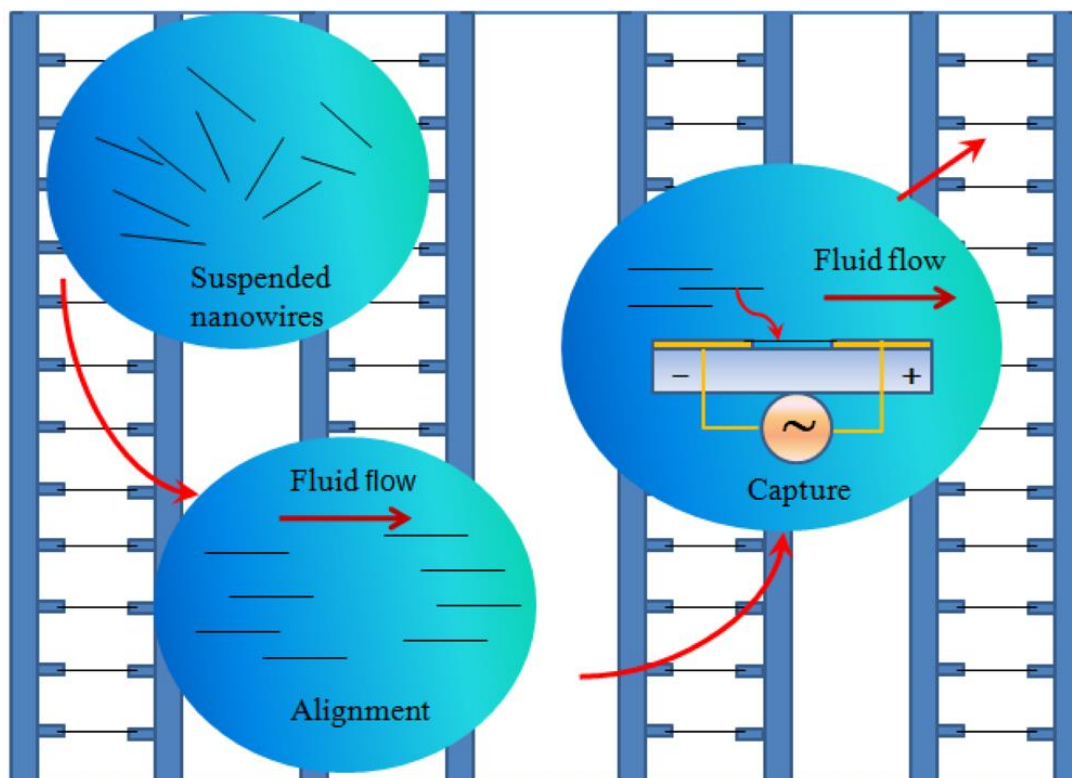 Suspended
nanowires
Fluid flow
Alignment
Fluid flow
− +
~
Capture